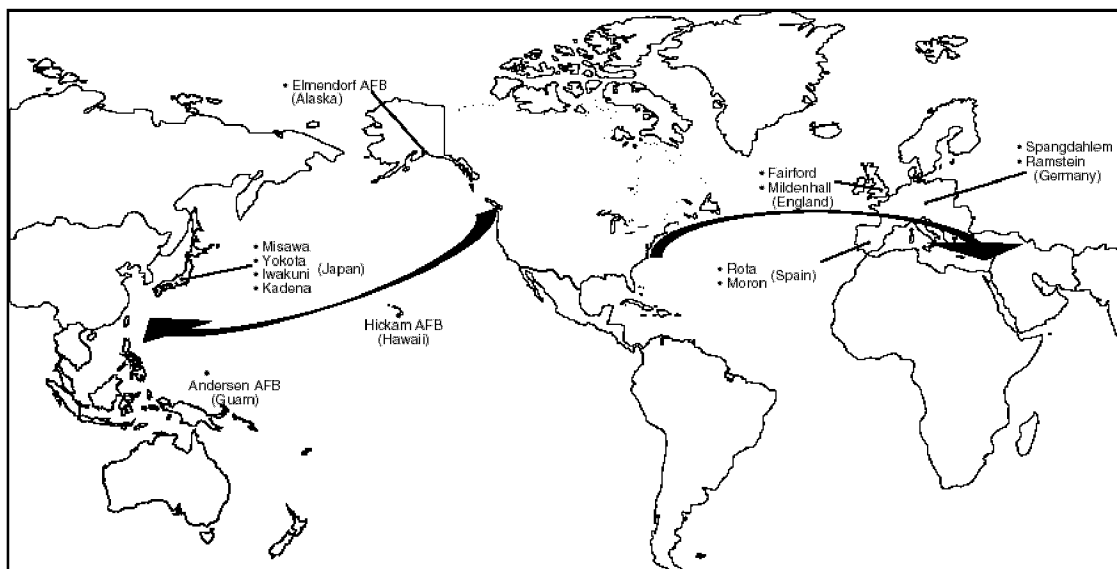 • Elmendorf AFB
(Alaska)
• Spangdahlem
• Ramstein
(Germany)
• Fairford
• Mildenhall
(England)
• Misawa
• Yokota
• Iwakuni (Japan)
• Kadena
• Rota
• Moron (Spain)
Hickam AFB
(Hawaii)
•
Andersen AFB
(Guam)